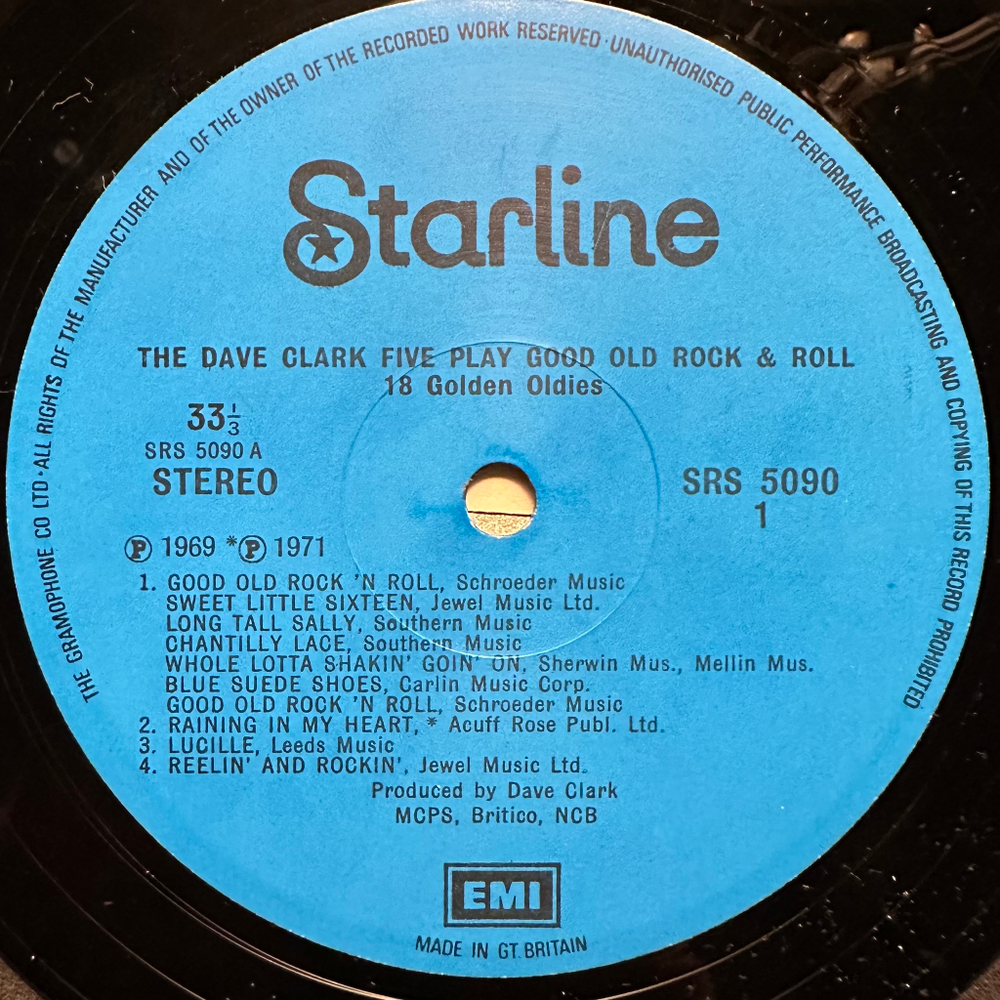 THE GRAMOPHONE CO LTD · ALL RIGHTS OF THE MANUFACTURER AND OF THE OWNER OF THE RECORDED WORK RESERVED · UNAUTHORISED PUBLIC PERFORMANCE BROADCASTING AND COPYING OF THIS RECORD PROHIBITED
Starline
THE DAVE CLARK FIVE PLAY GOOD OLD ROCK & ROLL
18 Golden Oldies
33⅓
SRS 5090 A
STEREO
SRS 5090
1
Ⓟ 1969 *Ⓟ 1971
1. GOOD OLD ROCK 'N ROLL, Schroeder Music
SWEET LITTLE SIXTEEN, Jewel Music Ltd.
LONG TALL SALLY, Southern Music
CHANTILLY LACE, Southern Music
WHOLE LOTTA SHAKIN' GOIN' ON, Sherwin Mus., Mellin Mus.
BLUE SUEDE SHOES, Carlin Music Corp.
GOOD OLD ROCK 'N ROLL, Schroeder Music
2. RAINING IN MY HEART, * Acuff Rose Publ. Ltd.
3. LUCILLE, Leeds Music
4. REELIN' AND ROCKIN', Jewel Music Ltd.
Produced by Dave Clark
MCPS, Britico, NCB
EMI
MADE IN GT. BRITAIN